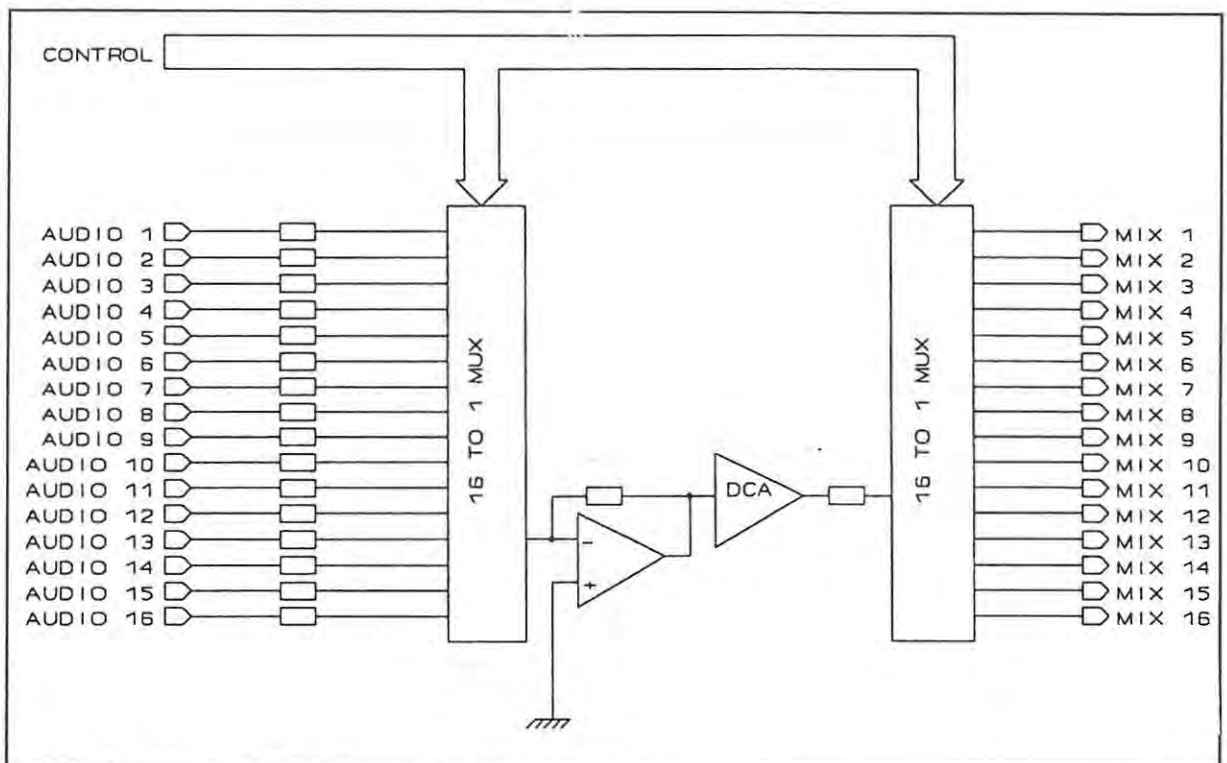 CONTROL
AUDIO 1
AUDIO 2
AUDIO 3
AUDIO 4
AUDIO 5
AUDIO 6
AUDIO 7
AUDIO 8
AUDIO 9
AUDIO 10
AUDIO 11
AUDIO 12
AUDIO 13
AUDIO 14
AUDIO 15
AUDIO 16
16 TO 1 MUX
-
+
DCA
16 TO 1 MUX
MIX 1
MIX 2
MIX 3
MIX 4
MIX 5
MIX 6
MIX 7
MIX 8
MIX 9
MIX 10
MIX 11
MIX 12
MIX 13
MIX 14
MIX 15
MIX 16